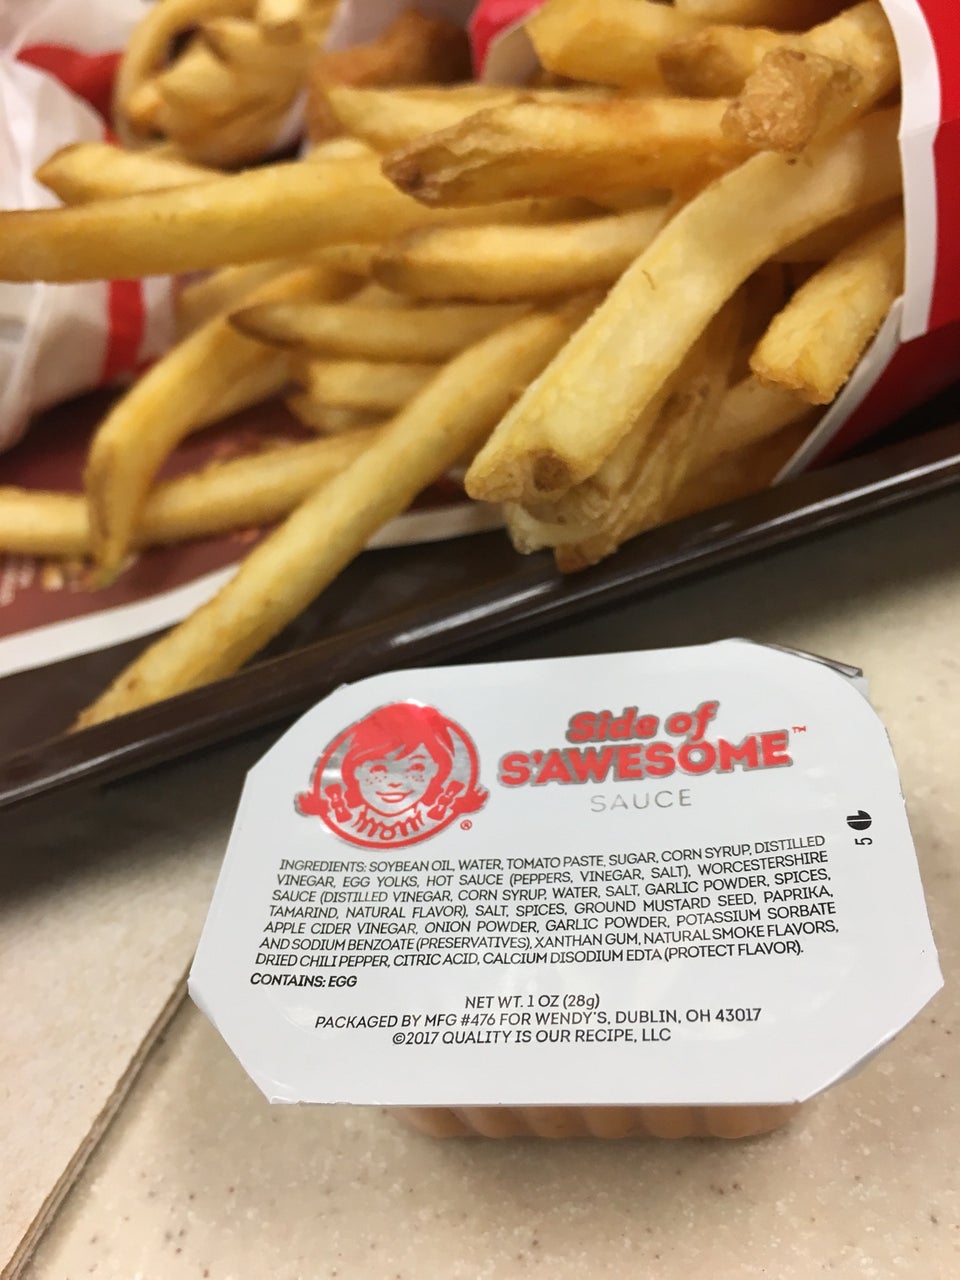 Side of
S'AWESOME™
SAUCE
INGREDIENTS: SOYBEAN OIL, WATER, TOMATO PASTE, SUGAR, CORN SYRUP, DISTILLED
VINEGAR, EGG YOLKS, HOT SAUCE (PEPPERS, VINEGAR, SALT), WORCESTERSHIRE
SAUCE (DISTILLED VINEGAR, CORN SYRUP, WATER, SALT, GARLIC POWDER, SPICES,
TAMARIND, NATURAL FLAVOR), SALT, SPICES, GROUND MUSTARD SEED, PAPRIKA,
APPLE CIDER VINEGAR, ONION POWDER, GARLIC POWDER, POTASSIUM SORBATE
AND SODIUM BENZOATE (PRESERVATIVES), XANTHAN GUM, NATURAL SMOKE FLAVORS,
DRIED CHILI PEPPER, CITRIC ACID, CALCIUM DISODIUM EDTA (PROTECT FLAVOR).
CONTAINS: EGG
NET WT. 1 OZ (28g)
PACKAGED BY MFG #476 FOR WENDY'S, DUBLIN, OH 43017
©2017 QUALITY IS OUR RECIPE, LLC
®
5